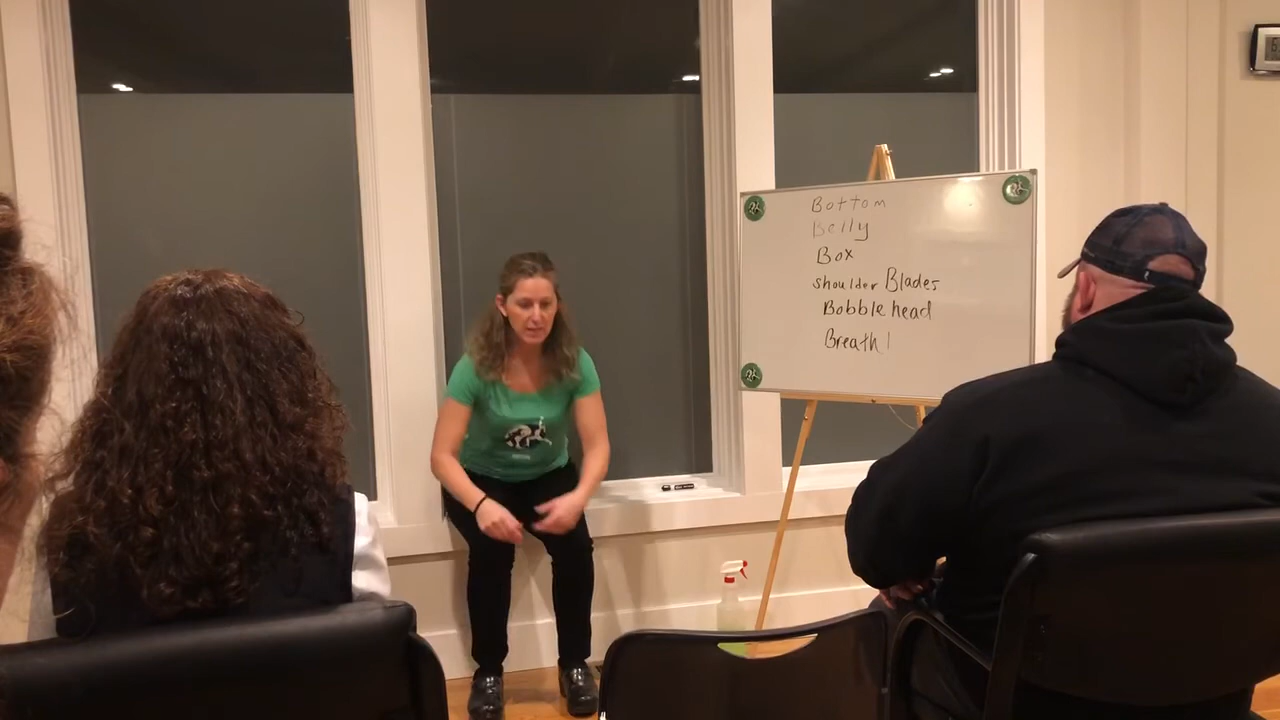 Bottom
Belly
Box
shoulder Blades
Bobble head
Breath!